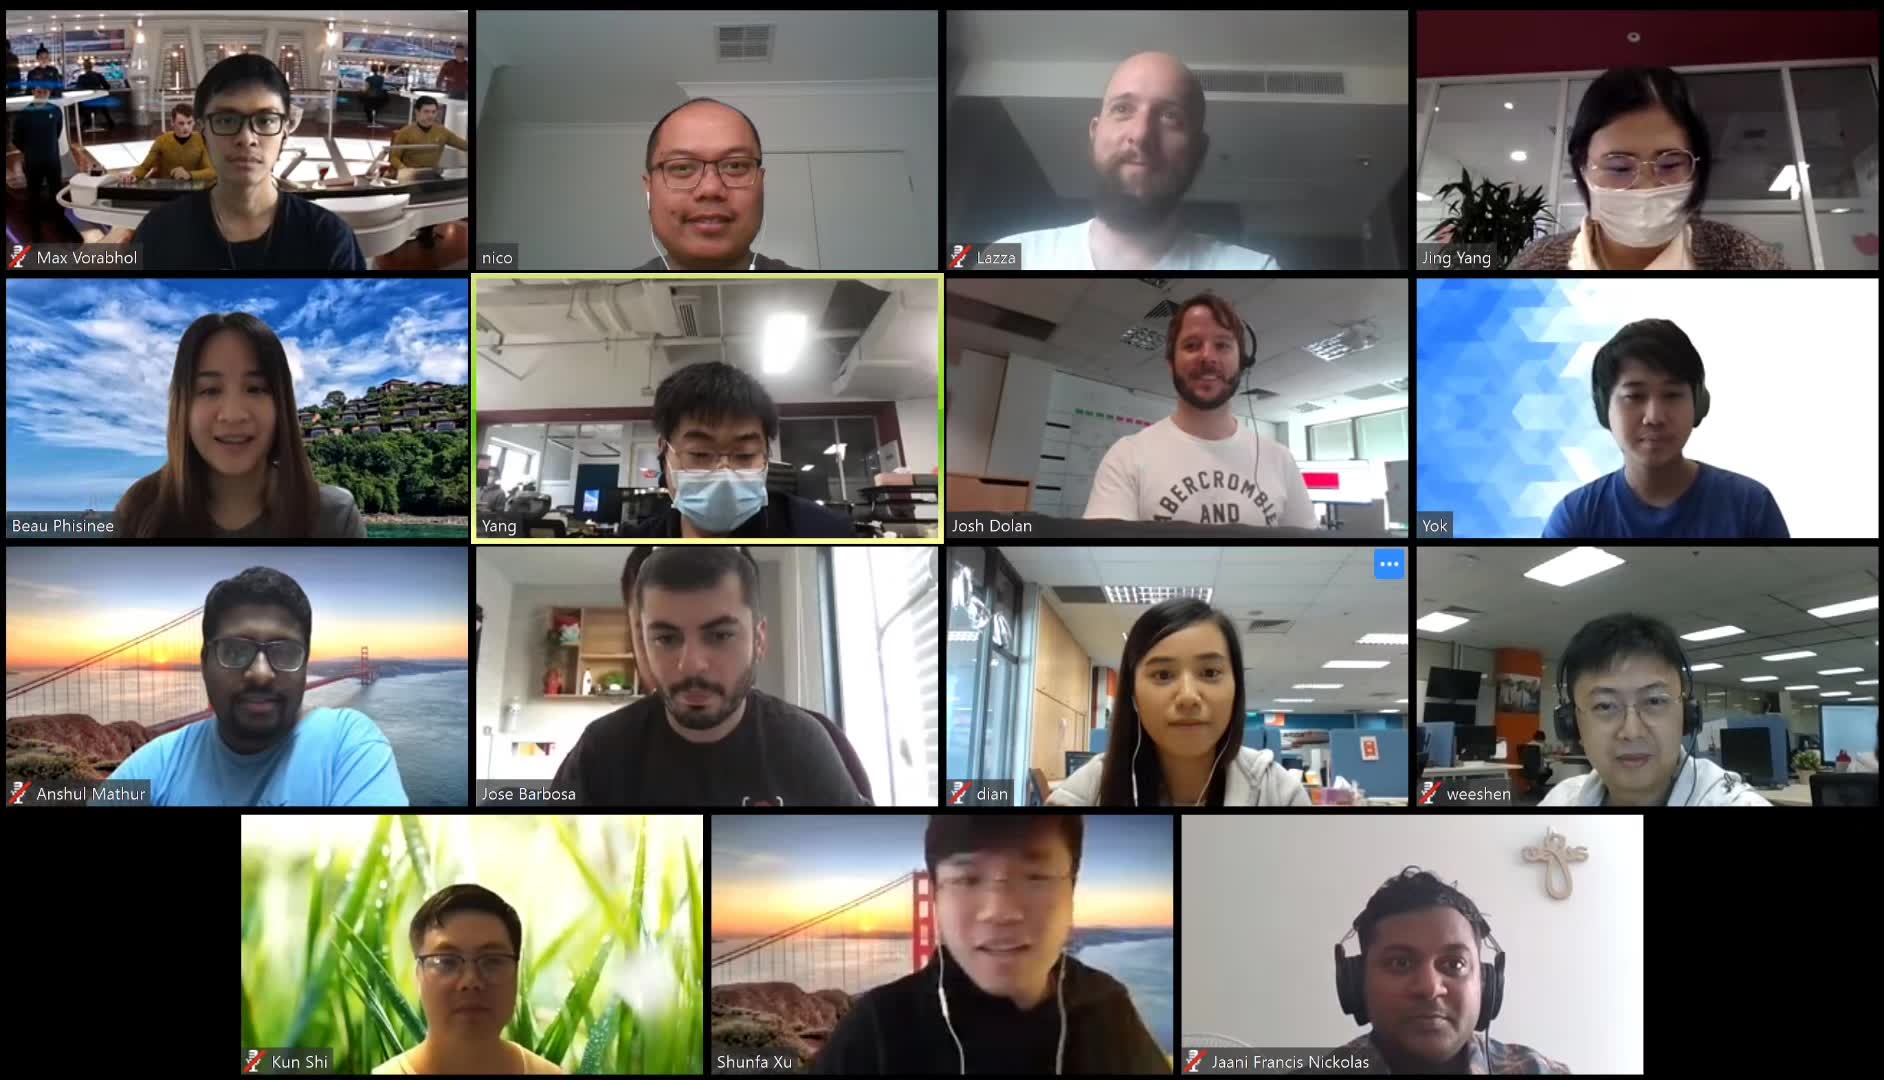 Max Vorabhol
nico
Lazza
Jing Yang
Beau Phisinee
Yang
Josh Dolan
ABERCROMBIE
AND
Yok
Anshul Mathur
Jose Barbosa
dian
weeshen
Kun Shi
Shunfa Xu
Jaani Francis Nickolas